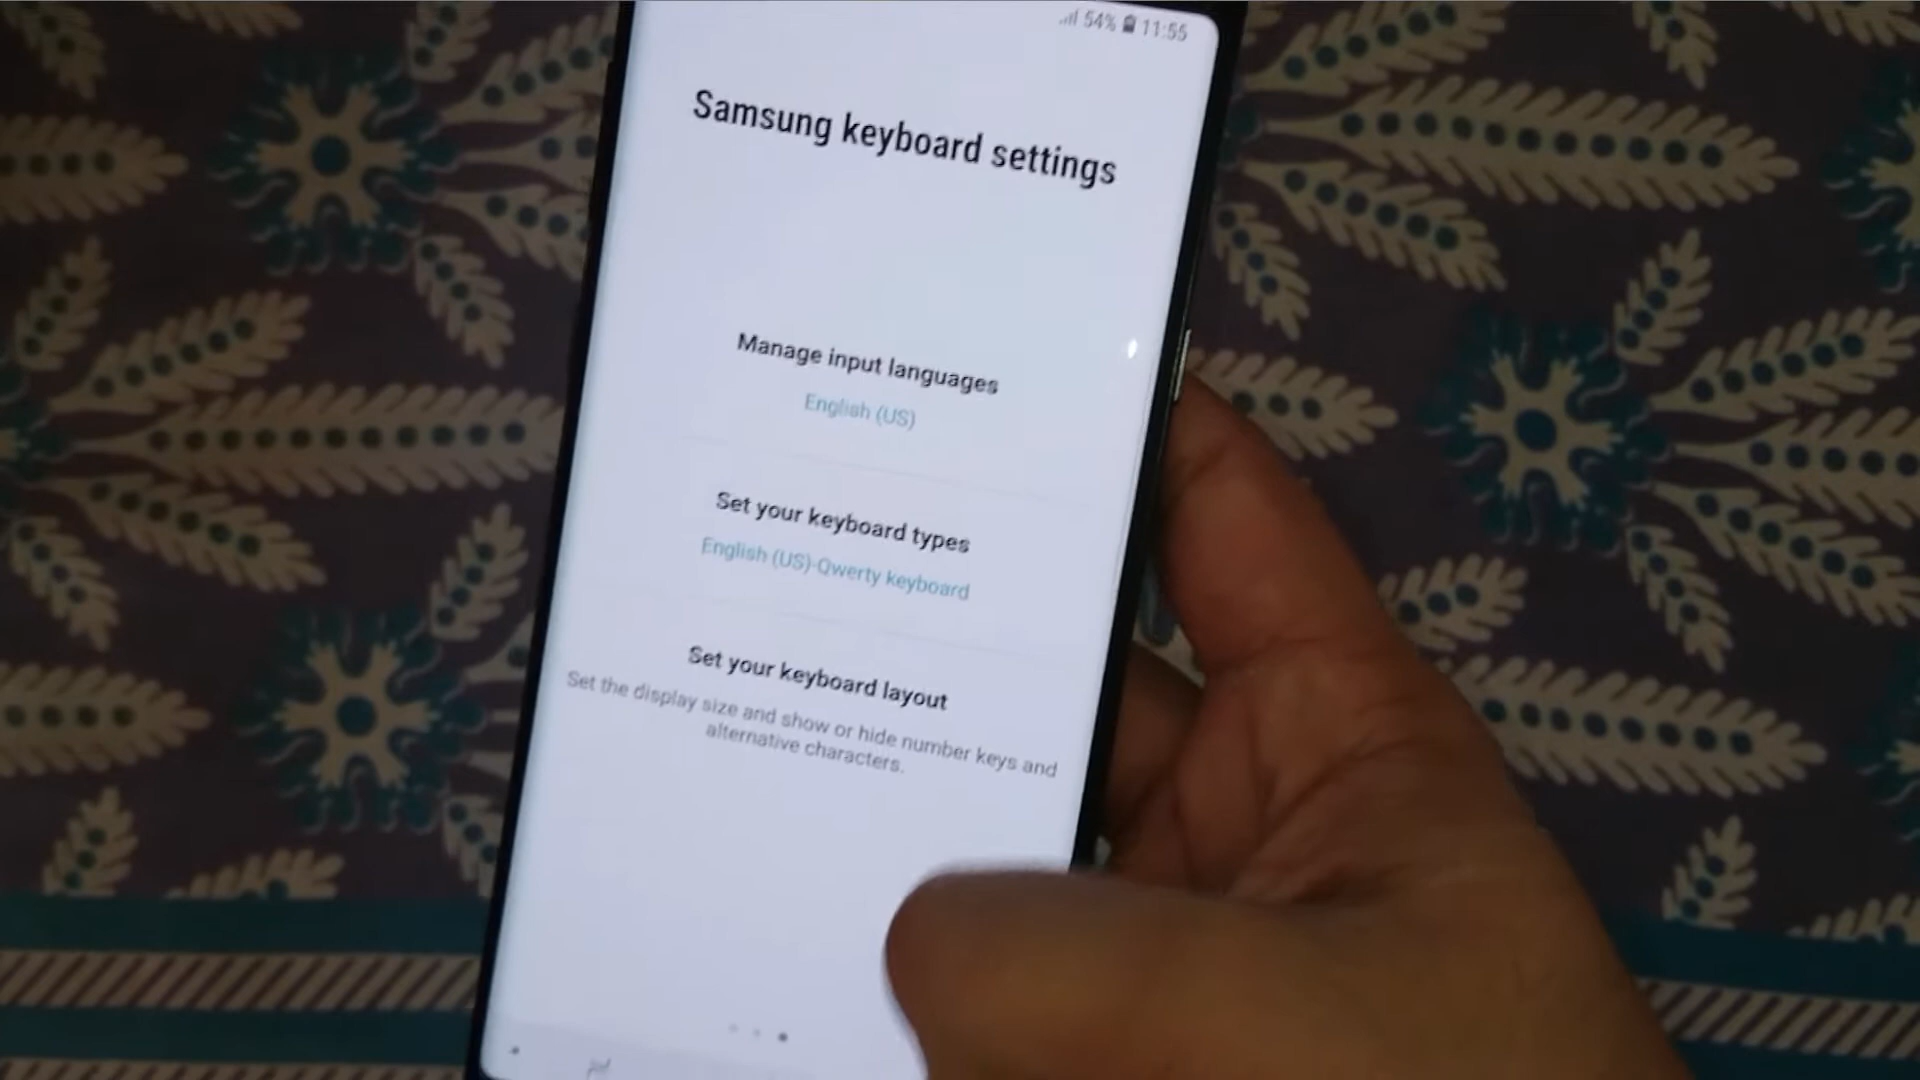 54% 11:55
Samsung keyboard settings
Manage input languages
English (US)
Set your keyboard types
English (US)-Qwerty keyboard
Set your keyboard layout
Set the display size and show or hide number keys and
alternative characters.